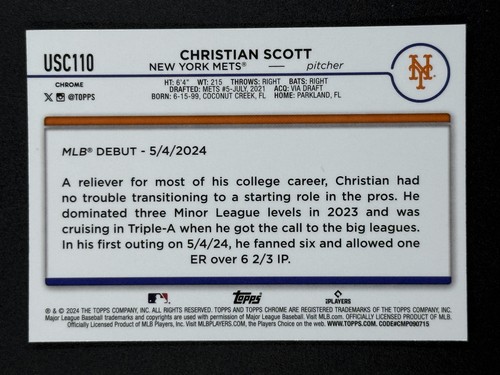 USC110
CHROME
@TOPPS
CHRISTIAN SCOTT
NEW YORK METS® — pitcher
HT: 6'4" WT: 215 THROWS: RIGHT BATS: RIGHT
DRAFTED: METS #5-JULY, 2021 ACQ: VIA DRAFT
BORN: 6-15-99, COCONUT CREEK, FL HOME: PARKLAND, FL
NY
MLB® DEBUT - 5/4/2024
A reliever for most of his college career, Christian had
no trouble transitioning to a starting role in the pros. He
dominated three Minor League levels in 2023 and was
cruising in Triple-A when he got the call to the big leagues.
In his first outing on 5/4/24, he fanned six and allowed one
ER over 6 2/3 IP.
Topps
PLAYERS
® & © 2024 THE TOPPS COMPANY, INC. ALL RIGHTS RESERVED. TOPPS AND TOPPS CHROME ARE REGISTERED TRADEMARKS OF THE TOPPS COMPANY, INC.
Major League Baseball trademarks and copyrights are used with permission of Major League Baseball. Visit MLB.com. OFFICIALLY LICENSED PRODUCT OF MAJOR LEAGUE BASEBALL.
Officially Licensed Product of MLB Players, Inc. Visit MLBPLAYERS.com, the Players Choice on the web. WWW.TOPPS.COM. CODE#CMP090715